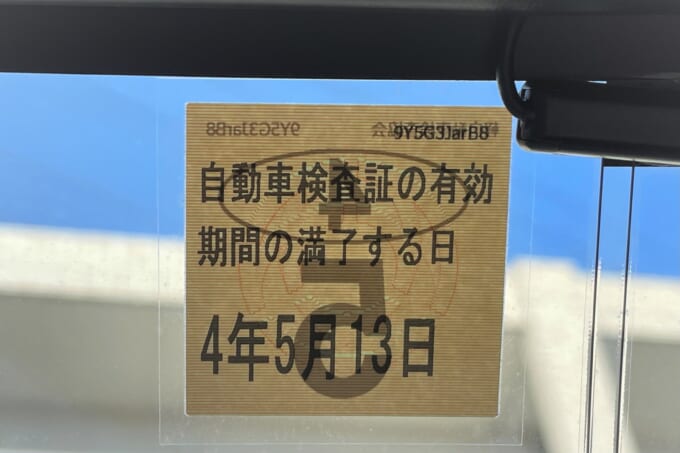 9Y5G3JarB8
自動車検査証の有効
期間の満了する日
4年5月13日